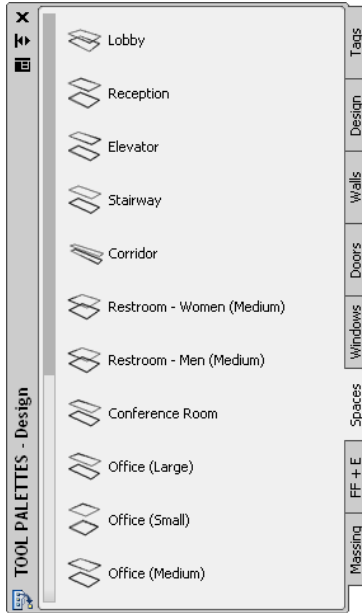 TOOL PALETTES - Design
Lobby
Reception
Elevator
Stairway
Corridor
Restroom - Women (Medium)
Restroom - Men (Medium)
Conference Room
Office (Large)
Office (Small)
Office (Medium)
Tags
Design
Walls
Doors
Windows
Spaces
FF + E
Massing